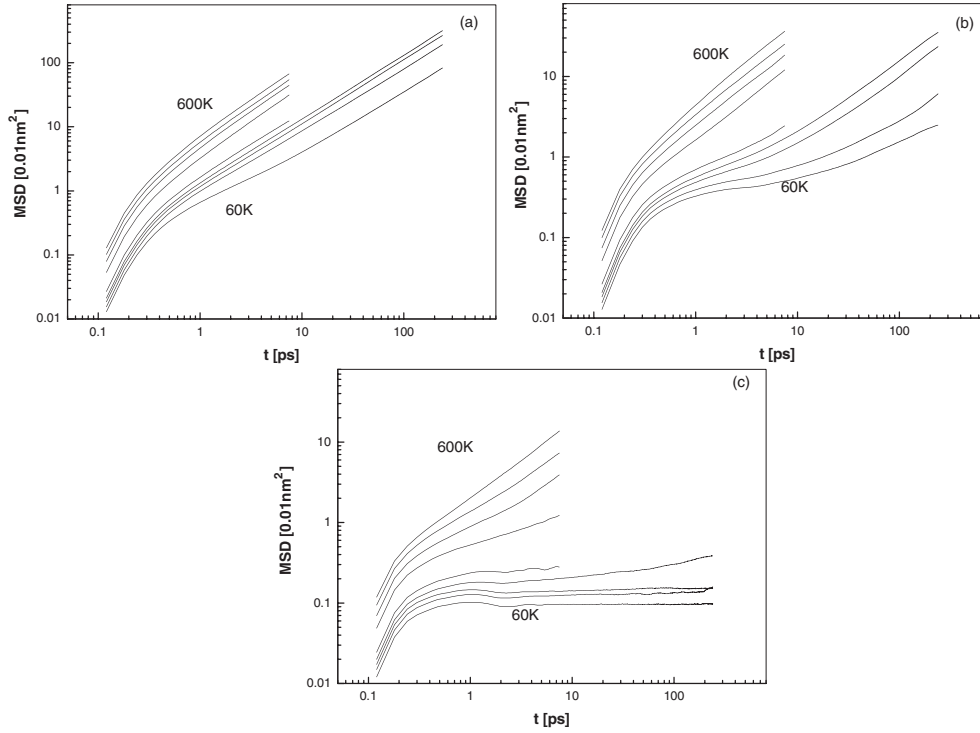 (a)
MSD [0.01nm²]
100
10
1
0.1
0.01
600K
60K
0.1 1 10 100
t [ps]
(b)
MSD [0.01nm²]
10
1
0.1
0.01
600K
60K
0.1 1 10 100
t [ps]
(c)
MSD [0.01nm²]
10
1
0.1
0.01
600K
60K
0.1 1 10 100
t [ps]